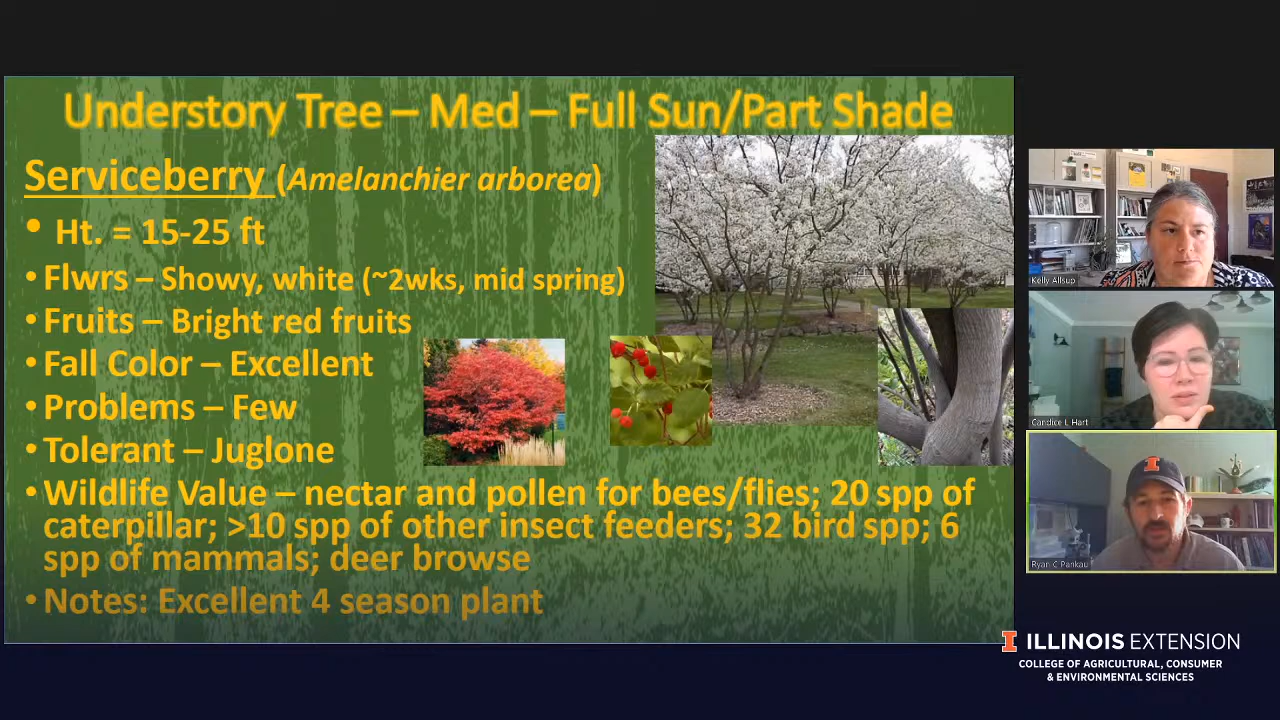 Understory Tree – Med – Full Sun/Part Shade
Serviceberry (Amelanchier arborea)
• Ht. = 15-25 ft
• Flwrs – Showy, white (~2wks, mid spring)
• Fruits – Bright red fruits
• Fall Color – Excellent
• Problems – Few
• Tolerant – Juglone
• Wildlife Value – nectar and pollen for bees/flies; 20 spp of
caterpillar; >10 spp of other insect feeders; 32 bird spp; 6
spp of mammals; deer browse
• Notes: Excellent 4 season plant
Kelly Allsup
Candice L Hart
I
Ryan C Pankau
I ILLINOIS EXTENSION
COLLEGE OF AGRICULTURAL, CONSUMER
& ENVIRONMENTAL SCIENCES